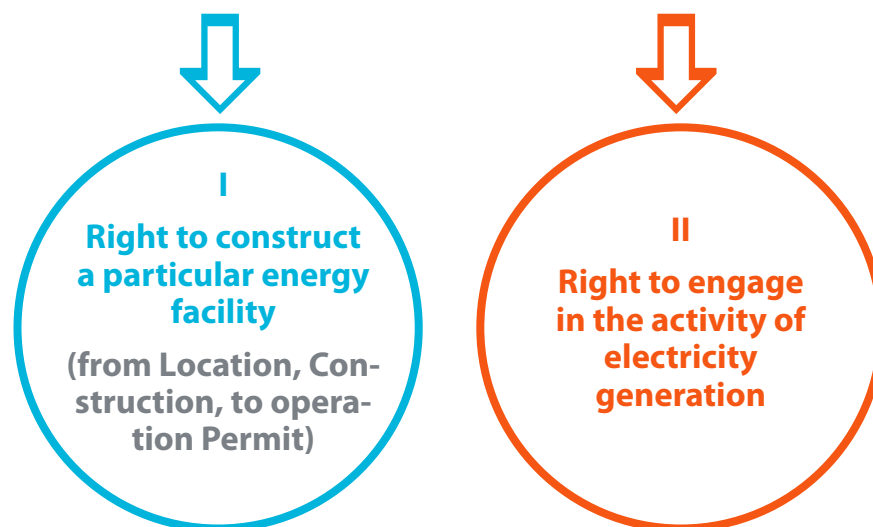 I
Right to construct
a particular energy
facility
(from Location, Con-
struction, to opera-
tion Permit)
II
Right to engage
in the activity of
electricity
generation